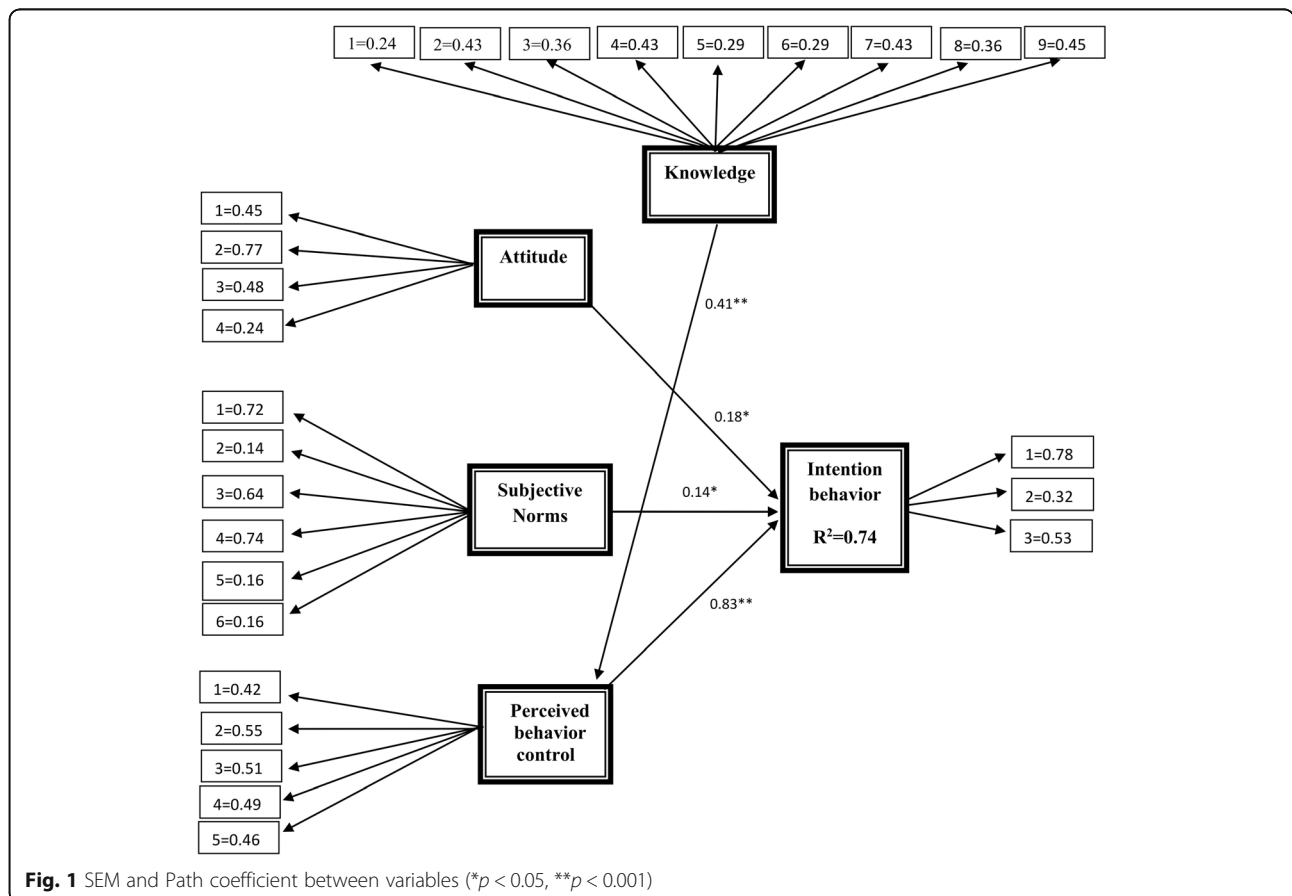 1=0.24 2=0.43 3=0.36 4=0.43 5=0.29 6=0.29 7=0.43 8=0.36 9=0.45
Knowledge
1=0.45
2=0.77
3=0.48
4=0.24
Attitude
0.41**
0.18*
1=0.72
2=0.14
3=0.64
4=0.74
5=0.16
6=0.16
Subjective
Norms
0.14*
Intention
behavior
R²=0.74
1=0.78
2=0.32
3=0.53
0.83**
1=0.42
2=0.55
3=0.51
4=0.49
5=0.46
Perceived
behavior
control
Fig. 1 SEM and Path coefficient between variables (*p < 0.05, **p < 0.001)